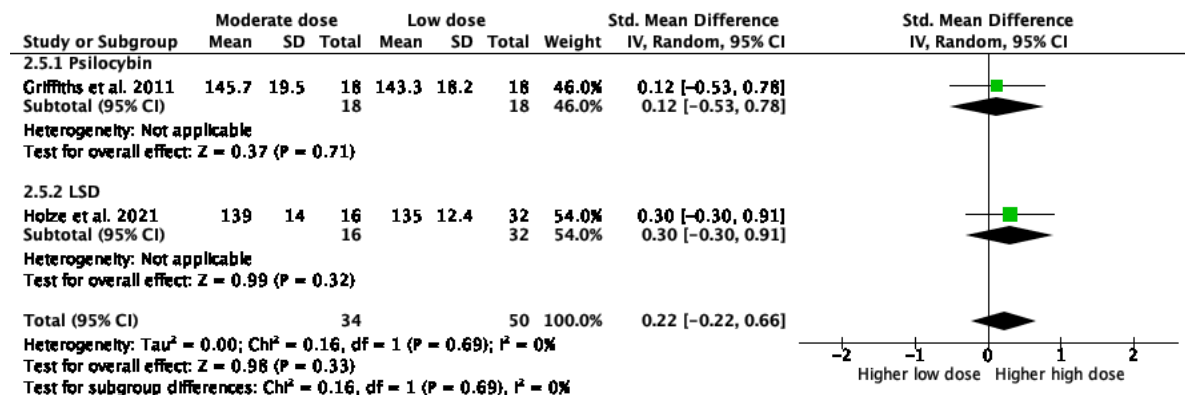 Moderate dose Low dose Std. Mean Difference Std. Mean Difference
Study or Subgroup Mean SD Total Mean SD Total Weight IV, Random, 95% CI IV, Random, 95% CI
2.5.1 Psilocybin
Griffiths et al. 2011 145.7 19.5 18 143.3 18.2 18 46.0% 0.12 [-0.53, 0.78]
Subtotal (95% CI) 18 18 46.0% 0.12 [-0.53, 0.78]
Heterogeneity: Not applicable
Test for overall effect: Z = 0.37 (P = 0.71)
2.5.2 LSD
Holze et al. 2021 139 14 16 135 12.4 32 54.0% 0.30 [-0.30, 0.91]
Subtotal (95% CI) 16 32 54.0% 0.30 [-0.30, 0.91]
Heterogeneity: Not applicable
Test for overall effect: Z = 0.99 (P = 0.32)
Total (95% CI) 34 50 100.0% 0.22 [-0.22, 0.66]
Heterogeneity: Tau² = 0.00; Chi² = 0.16, df = 1 (P = 0.69); I² = 0%
Test for overall effect: Z = 0.98 (P = 0.33)
Test for subgroup differences: Chi² = 0.16, df = 1 (P = 0.69), I² = 0%
-2 -1 0 1 2
Higher low dose Higher high dose